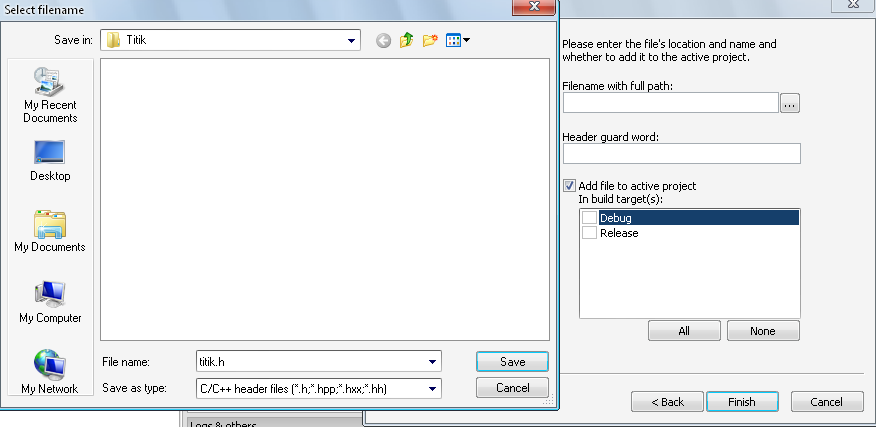 Select filename
Save in:
Titik
My Recent
Documents
Desktop
My Documents
My Computer
My Network
File name:
titik.h
Save
Save as type:
C/C++ header files (*.h;*.hpp;*.hxx;*.hh)
Cancel
Please enter the file's location and name and
whether to add it to the active project.
Filename with full path:
...
Header guard word:
Add file to active project
In build target(s):
Debug
Release
All
None
< Back
Finish
Cancel
Logs & others